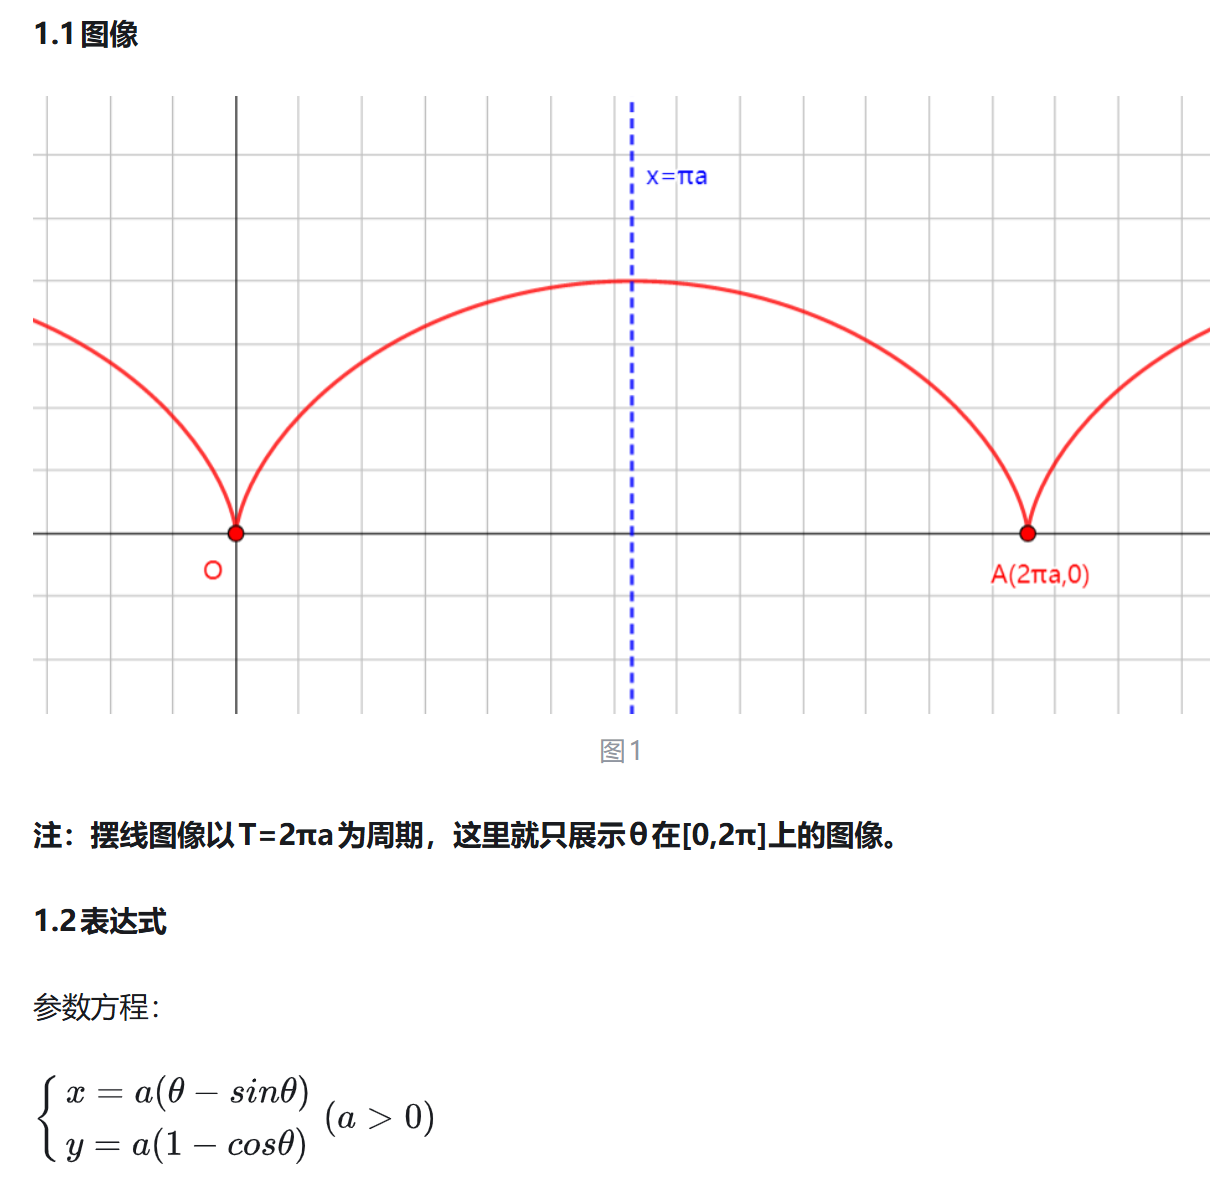 1.1图像
x=πa
O
A(2πa,0)
图1
注：摆线图像以T=2πa为周期，这里就只展示θ在[0,2π]上的图像。
1.2表达式
参数方程：
x = a(θ − sinθ)
y = a(1 − cosθ)
(a > 0)